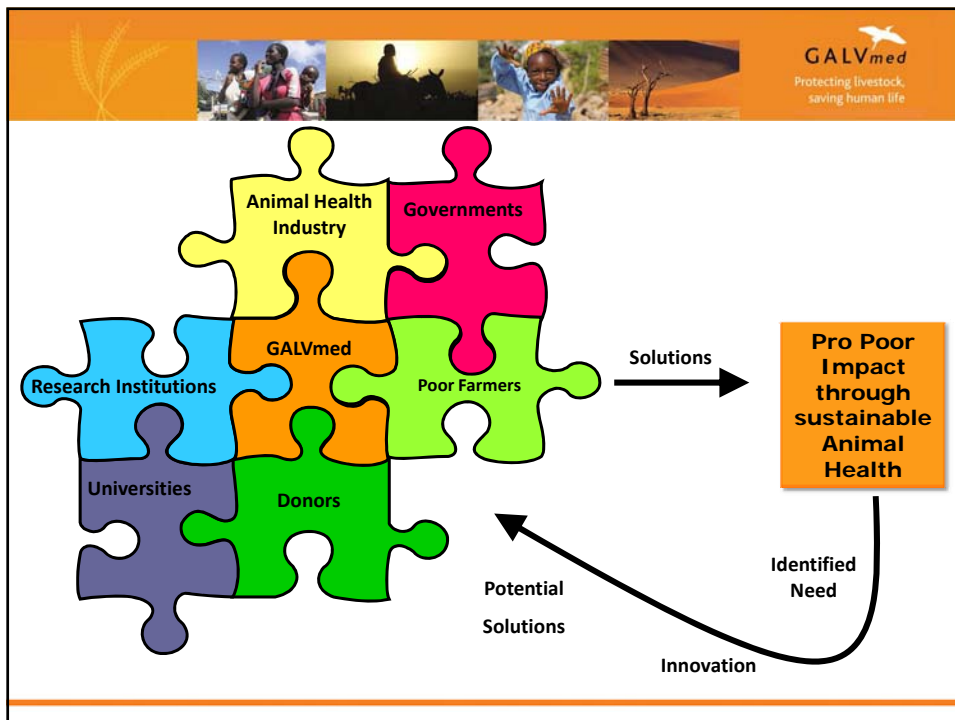 GALVmed
Protecting livestock,
saving human life
Animal Health
Industry
Governments
GALVmed
Research Institutions
Poor Farmers
Universities
Donors
Solutions
Pro Poor
Impact
through
sustainable
Animal
Health
Identified
Need
Potential
Solutions
Innovation